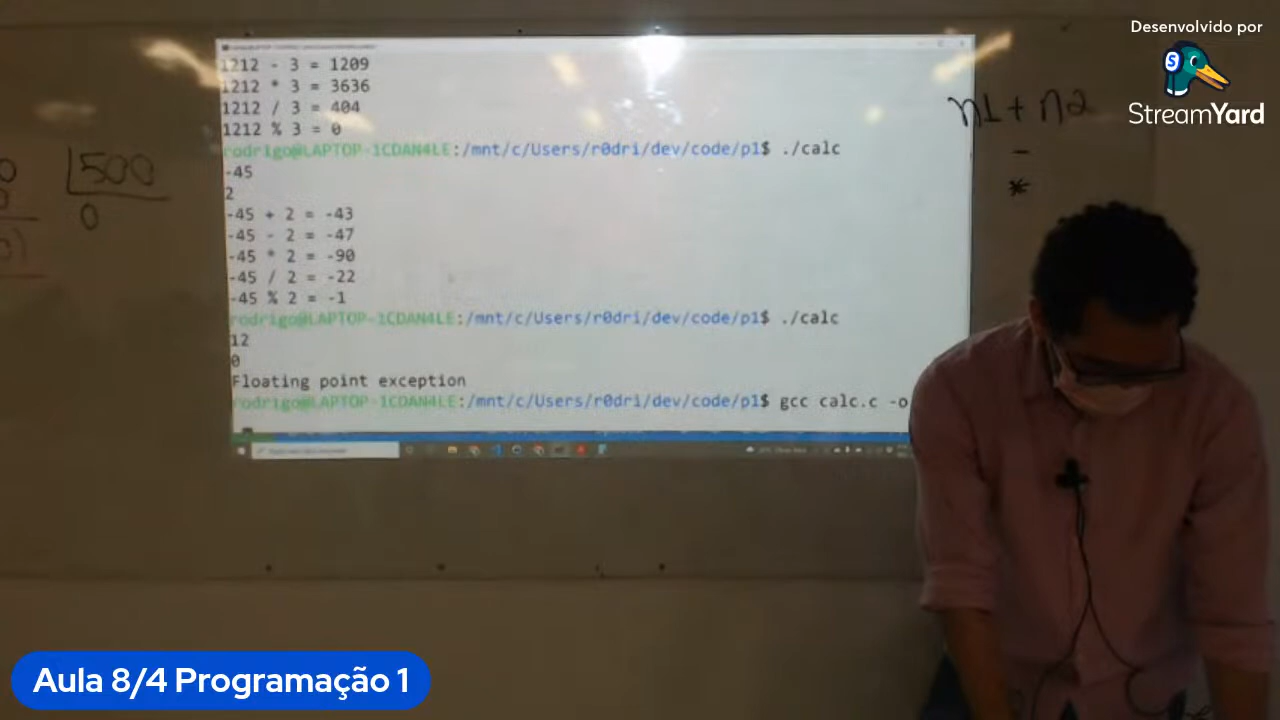 Desenvolvido por
StreamYard
1212 - 3 = 1209
1212 * 3 = 3636
1212 / 3 = 404
1212 % 3 = 0
rodrigo@LAPTOP-1CDAN4LE:/mnt/c/Users/r0dri/dev/code/p1$ ./calc
-45
2
-45 + 2 = -43
-45 - 2 = -47
-45 * 2 = -90
-45 / 2 = -22
-45 % 2 = -1
rodrigo@LAPTOP-1CDAN4LE:/mnt/c/Users/r0dri/dev/code/p1$ ./calc
12
0
Floating point exception
rodrigo@LAPTOP-1CDAN4LE:/mnt/c/Users/r0dri/dev/code/p1$ gcc calc.c -o
n1 + n2
-
*
500
0
Aula 8/4 Programação 1